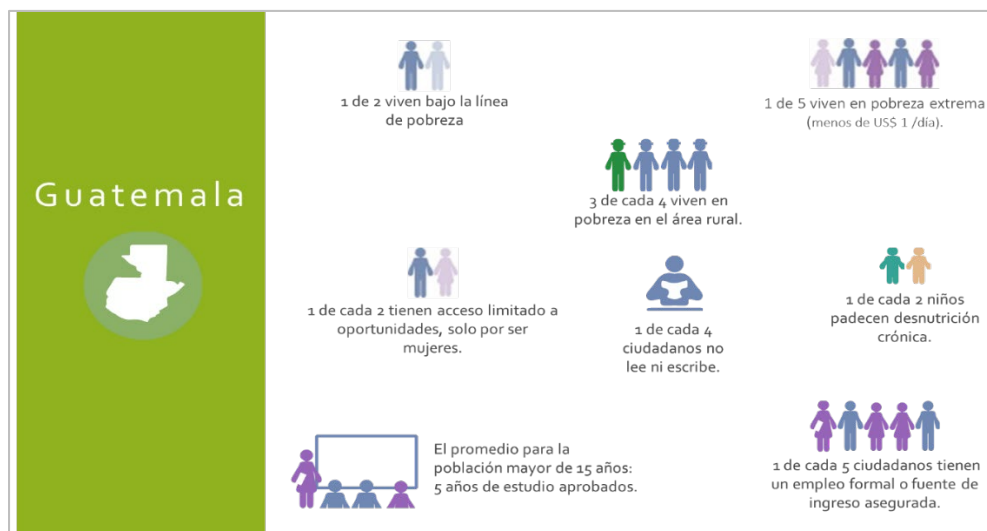 Guatemala
1 de 2 viven bajo la línea
de pobreza
1 de 5 viven en pobreza extrema
(menos de US$ 1 /día).
3 de cada 4 viven en
pobreza en el área rural.
1 de cada 2 tienen acceso limitado a
oportunidades, solo por ser
mujeres.
1 de cada 4
ciudadanos no
lee ni escribe.
1 de cada 2 niños
padecen desnutrición
crónica.
El promedio para la
población mayor de 15 años:
5 años de estudio aprobados.
1 de cada 5 ciudadanos tienen
un empleo formal o fuente de
ingreso asegurada.